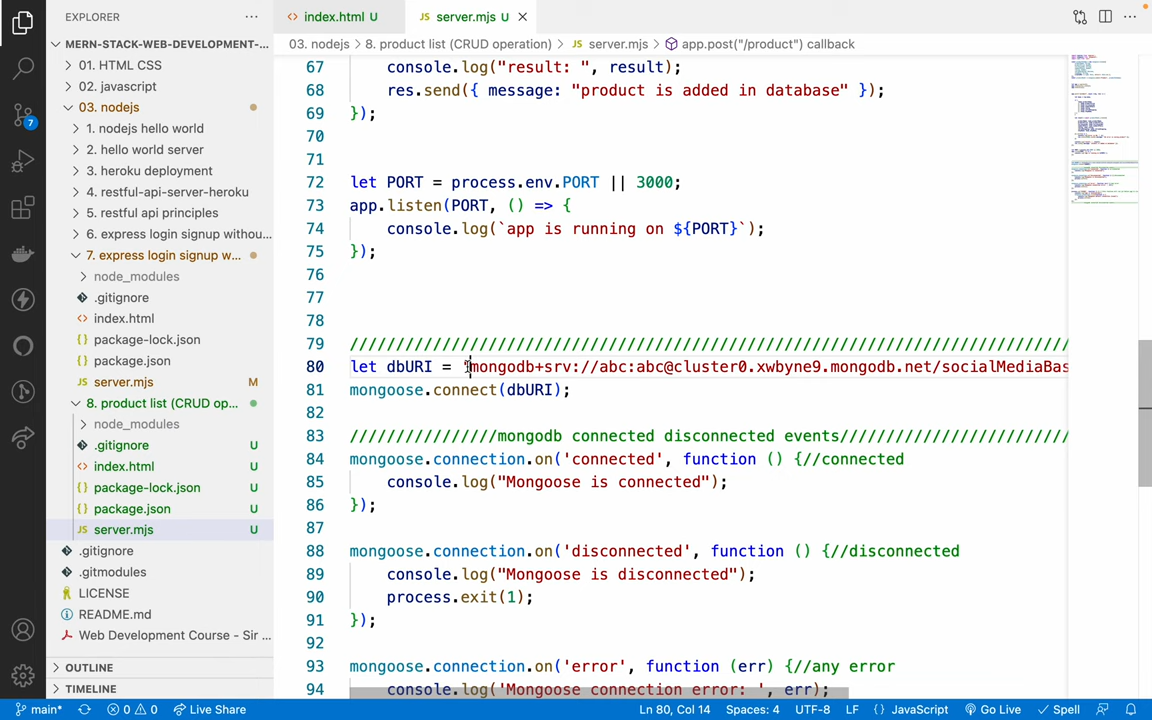 EXPLORER
MERN-STACK-WEB-DEVELOPMENT-...
01. HTML CSS
02. javascript
03. nodejs
1. nodejs hello world
2. hello world server
3. heroku deployment
4. restful-api-server-heroku
5. restful api principles
6. express login signup withou...
7. express login signup w...
node_modules
.gitignore
index.html
package-lock.json
package.json
server.mjs M
8. product list (CRUD op...
node_modules
.gitignore U
index.html U
package-lock.json U
package.json U
server.mjs U
.gitignore
.gitmodules
LICENSE
README.md
Web Development Course - Sir ...
OUTLINE
TIMELINE
7
index.html U
JS server.mjs U
03. nodejs > 8. product list (CRUD operation) > JS server.mjs > app.post("/product") callback
67 console.log("result: ", result);
68 res.send({ message: "product is added in database" });
69 });
70
71
72 let PORT = process.env.PORT || 3000;
73 app.listen(PORT, () => {
74 console.log(`app is running on ${PORT}`);
75 });
76
77
78
79 //////////////////////////////////////////////////////////////////////////////
80 let dbURI = 'mongodb+srv://abc:abc@cluster0.xwbyne9.mongodb.net/socialMediaBas
81 mongoose.connect(dbURI);
82
83 ////////////////mongodb connected disconnected events/////////////////////////
84 mongoose.connection.on('connected', function () {//connected
85 console.log("Mongoose is connected");
86 });
87
88 mongoose.connection.on('disconnected', function () {//disconnected
89 console.log("Mongoose is disconnected");
90 process.exit(1);
91 });
92
93 mongoose.connection.on('error', function (err) {//any error
94 console.log('Mongoose connection error: ', err);
main* 0 0 Live Share Ln 80, Col 14 Spaces: 4 UTF-8 LF {} JavaScript Go Live Spell